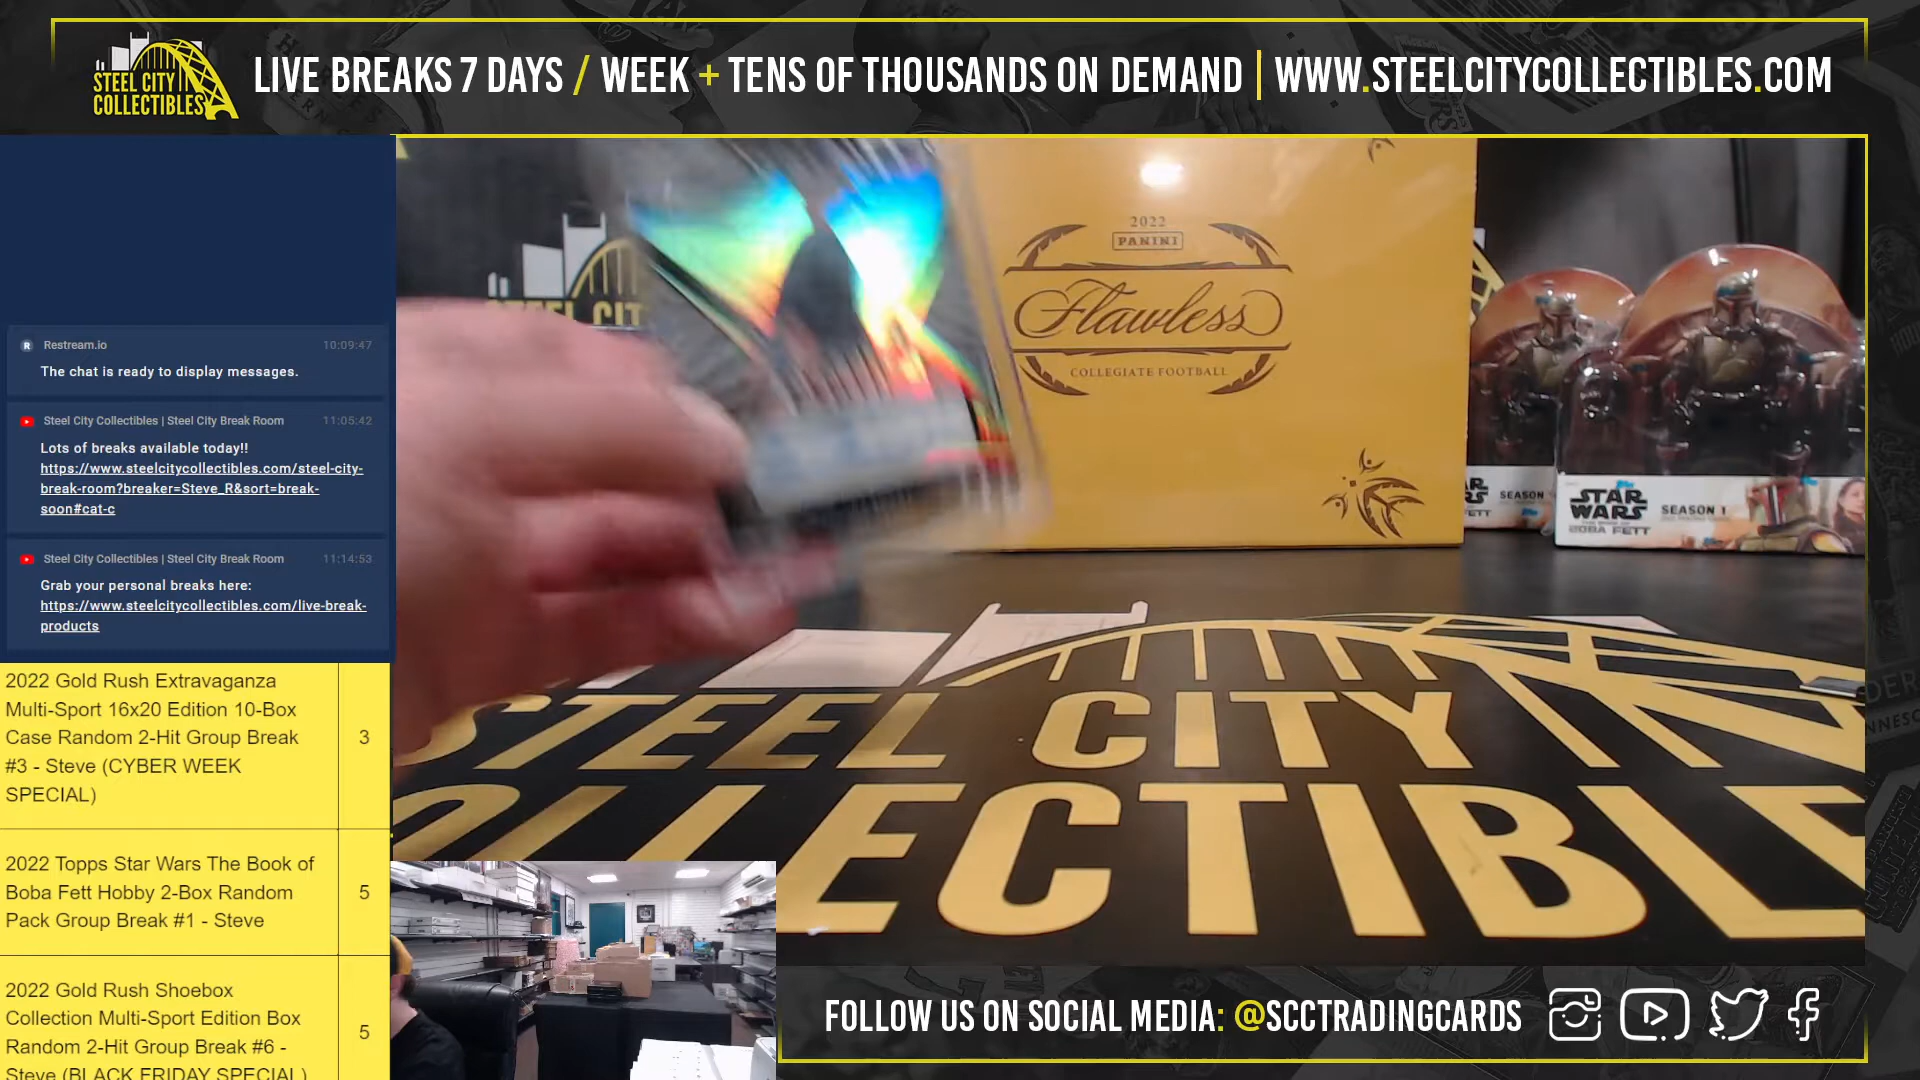 STEEL CITY
COLLECTIBLES
LIVE BREAKS 7 DAYS / WEEK + TENS OF THOUSANDS ON DEMAND | WWW.STEELCITYCOLLECTIBLES.COM
Restream.io 10:09:47
The chat is ready to display messages.
Steel City Collectibles | Steel City Break Room 11:05:42
Lots of breaks available today!!
https://www.steelcitycollectibles.com/steel-city-
break-room?breaker=Steve_R&sort=break-
soon#cat-c
Steel City Collectibles | Steel City Break Room 11:14:53
Grab your personal breaks here:
https://www.steelcitycollectibles.com/live-break-
products
2022 Gold Rush Extravaganza
Multi-Sport 16x20 Edition 10-Box
Case Random 2-Hit Group Break
#3 - Steve (CYBER WEEK
SPECIAL)
3
2022 Topps Star Wars The Book of
Boba Fett Hobby 2-Box Random
Pack Group Break #1 - Steve
5
2022 Gold Rush Shoebox
Collection Multi-Sport Edition Box
Random 2-Hit Group Break #6 -
Steve (BLACK FRIDAY SPECIAL)
5
STEEL CIT
2022
PANINI
Flawless
COLLEGIATE FOOTBALL
SEASON
ETT
STAR
WARS
BOBA FETT
SEASON 1
STEEL CITY
OLLECTIBLE
FOLLOW US ON SOCIAL MEDIA: @SCCTRADINGCARDS